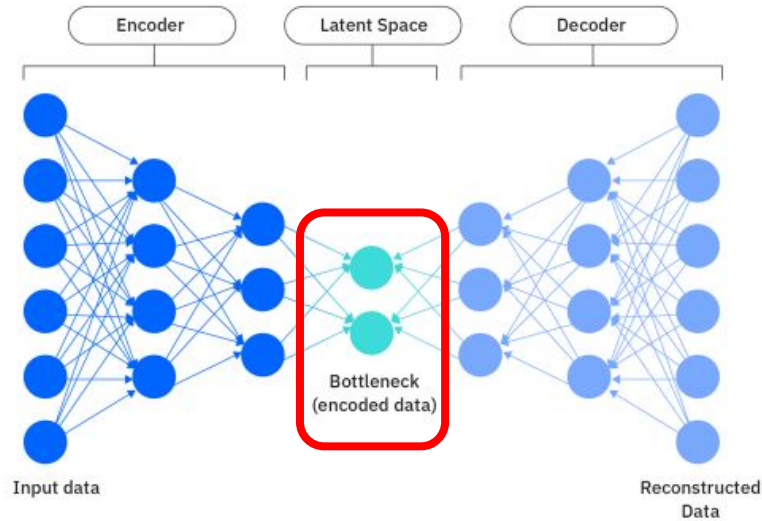 Encoder
Latent Space
Decoder
Bottleneck
(encoded data)
Input data
Reconstructed
Data